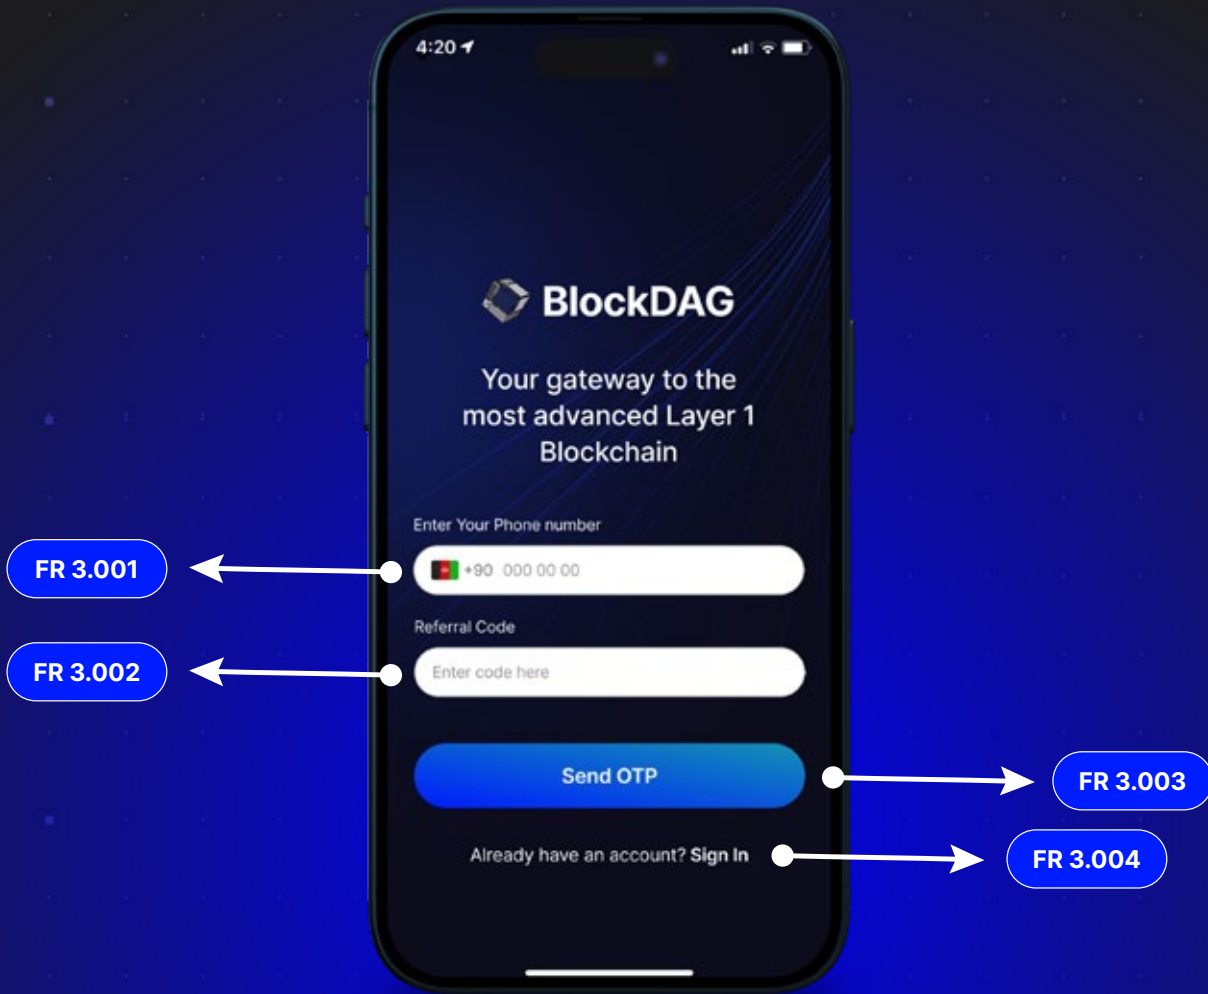 4:20
BlockDAG
Your gateway to the
most advanced Layer 1
Blockchain
Enter Your Phone number
FR 3.001
+90 000 00 00
Referral Code
FR 3.002
Enter code here
Send OTP
FR 3.003
Already have an account? Sign In
FR 3.004